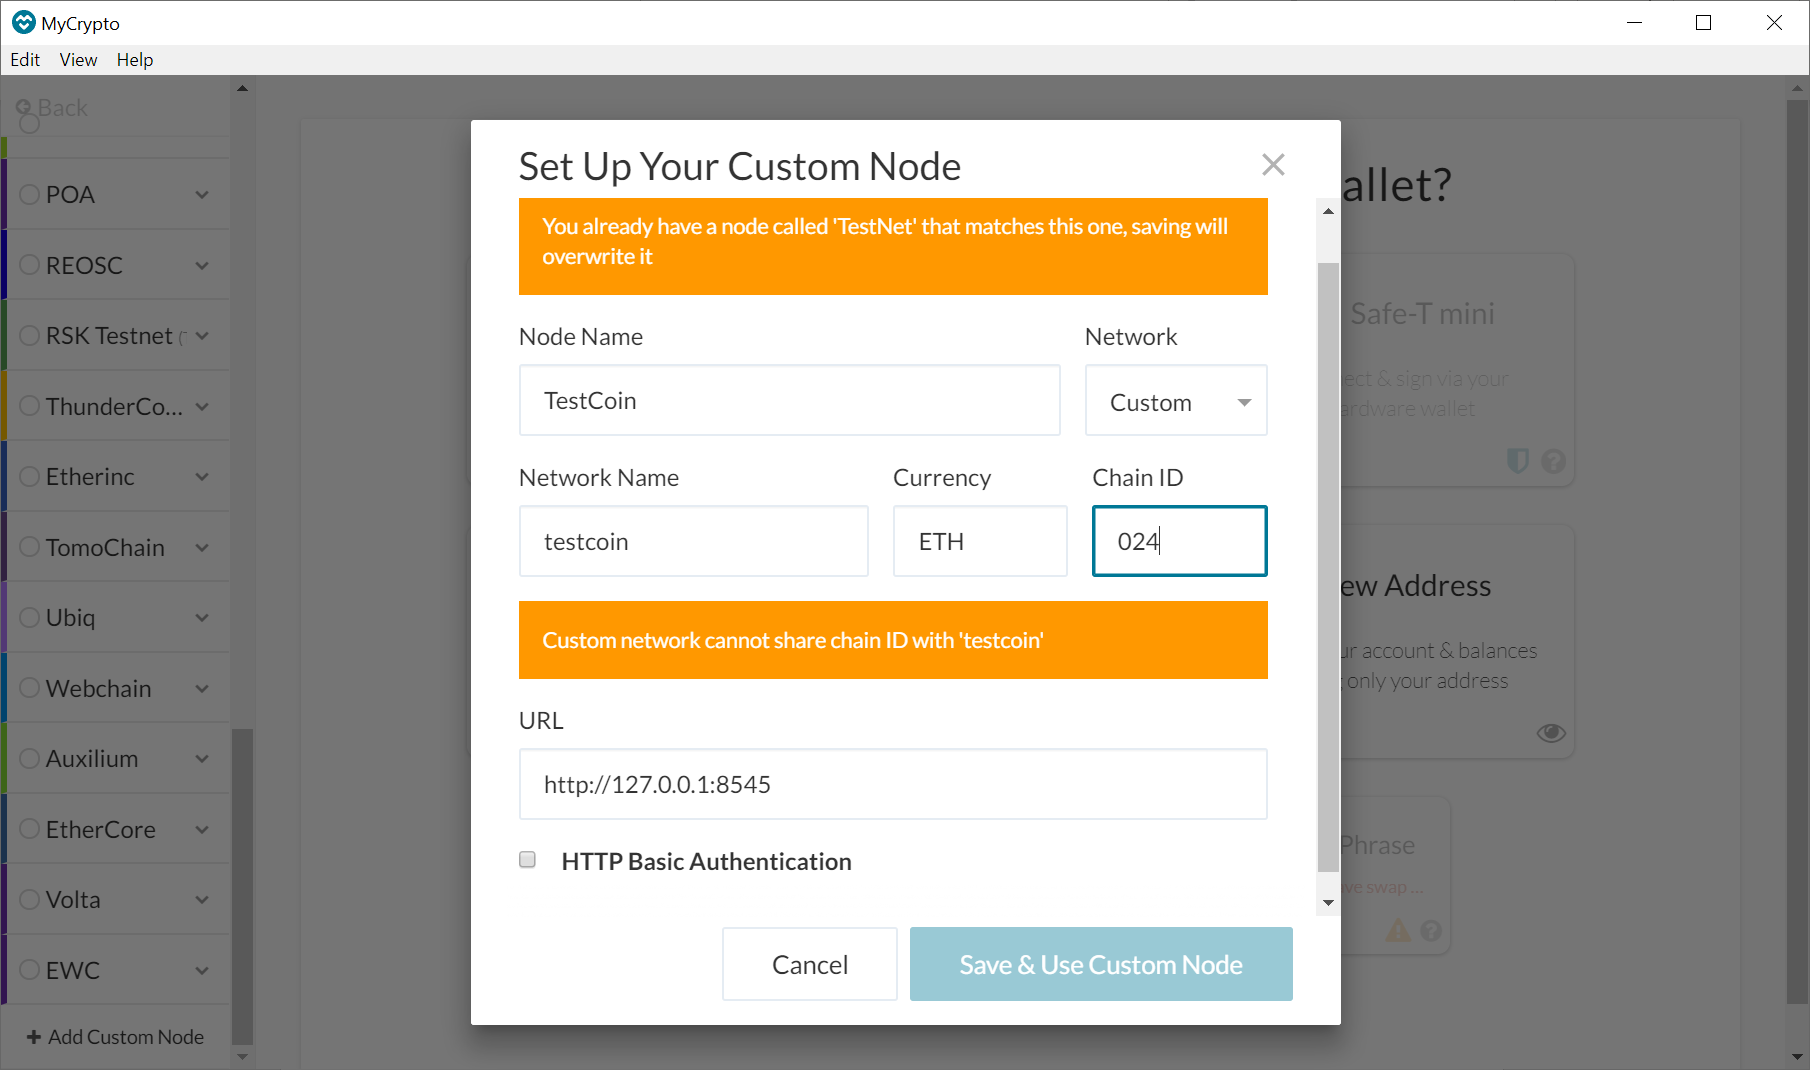 MyCrypto
Edit View Help
Back
POA
REOSC
RSK Testnet (T
ThunderCo...
Etherinc
TomoChain
Ubiq
Webchain
Auxilium
EtherCore
Volta
EWC
+ Add Custom Node
Set Up Your Custom Node
You already have a node called 'TestNet' that matches this one, saving will
overwrite it
Node Name
Network
TestCoin
Custom
Network Name
Currency
Chain ID
testcoin
ETH
024
Custom network cannot share chain ID with 'testcoin'
URL
http://127.0.0.1:8545
HTTP Basic Authentication
Cancel
Save & Use Custom Node
allet?
Safe-T mini
ect & sign via your
ardware wallet
ew Address
ur account & balances
only your address
Phrase
ve swap ...